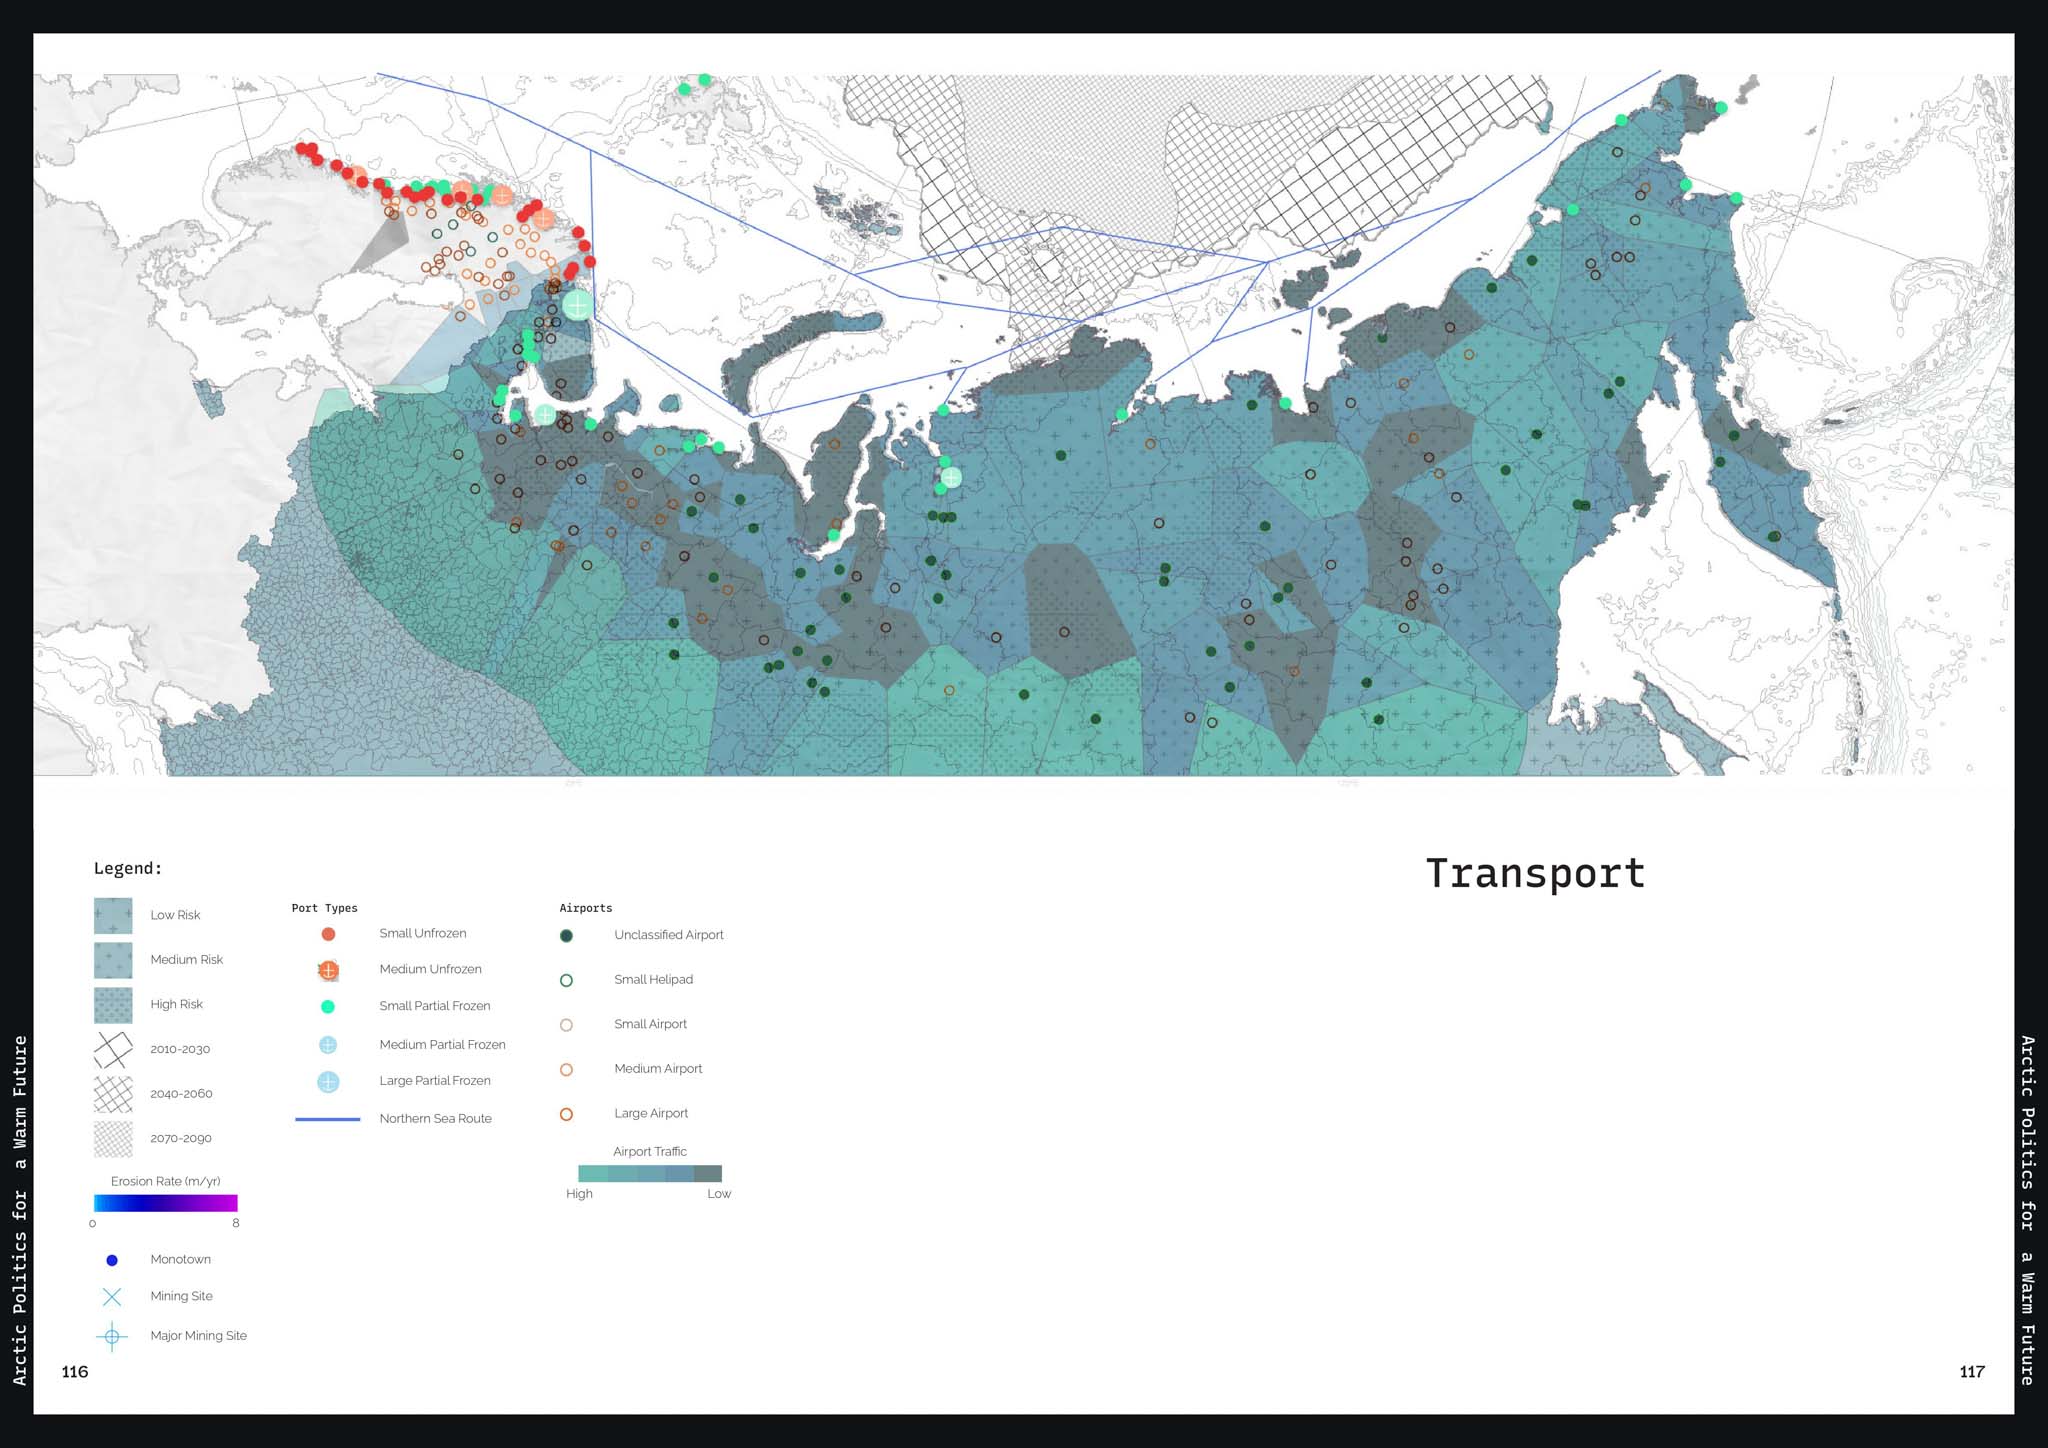 Transport
Legend:
Low Risk
Medium Risk
High Risk
2010-2030
2040-2060
2070-2090
Erosion Rate (m/yr)
0 8
Monotown
Mining Site
Major Mining Site
Port Types
Small Unfrozen
Medium Unfrozen
Small Partial Frozen
Medium Partial Frozen
Large Partial Frozen
Northern Sea Route
Airports
Unclassified Airport
Small Helipad
Small Airport
Medium Airport
Large Airport
Airport Traffic
High Low
116
117
Arctic Politics for a Warm Future
Arctic Politics for a Warm Future